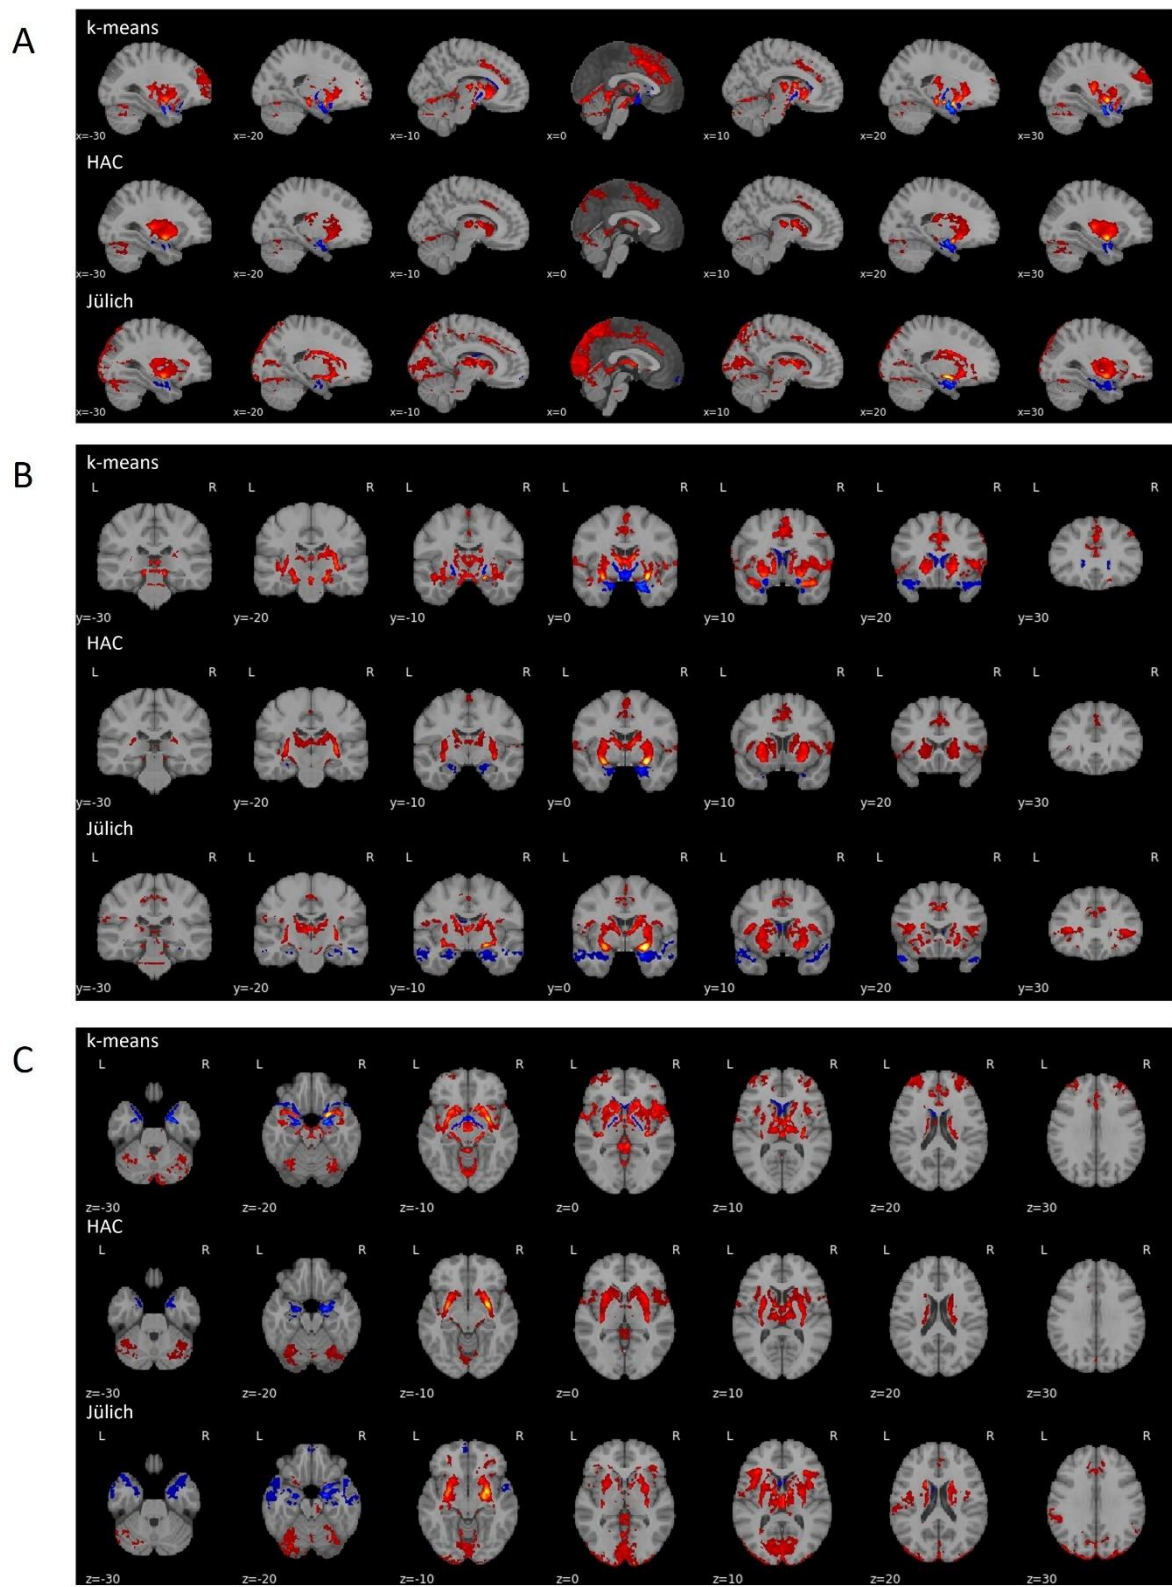 A
k-means
x=-30 x=-20 x=-10 x=0 x=10 x=20 x=30
HAC
x=-30 x=-20 x=-10 x=0 x=10 x=20 x=30
Jülich
x=-30 x=-20 x=-10 x=0 x=10 x=20 x=30
B
k-means
L R L R L R L R L R L R L R
y=-30 y=-20 y=-10 y=0 y=10 y=20 y=30
HAC
L R L R L R L R L R L R L R
y=-30 y=-20 y=-10 y=0 y=10 y=20 y=30
Jülich
L R L R L R L R L R L R L R
y=-30 y=-20 y=-10 y=0 y=10 y=20 y=30
C
k-means
L R L R L R L R L R L R L R
z=-30 z=-20 z=-10 z=0 z=10 z=20 z=30
HAC
L R L R L R L R L R L R L R
z=-30 z=-20 z=-10 z=0 z=10 z=20 z=30
Jülich
L R L R L R L R L R L R L R
z=-30 z=-20 z=-10 z=0 z=10 z=20 z=30